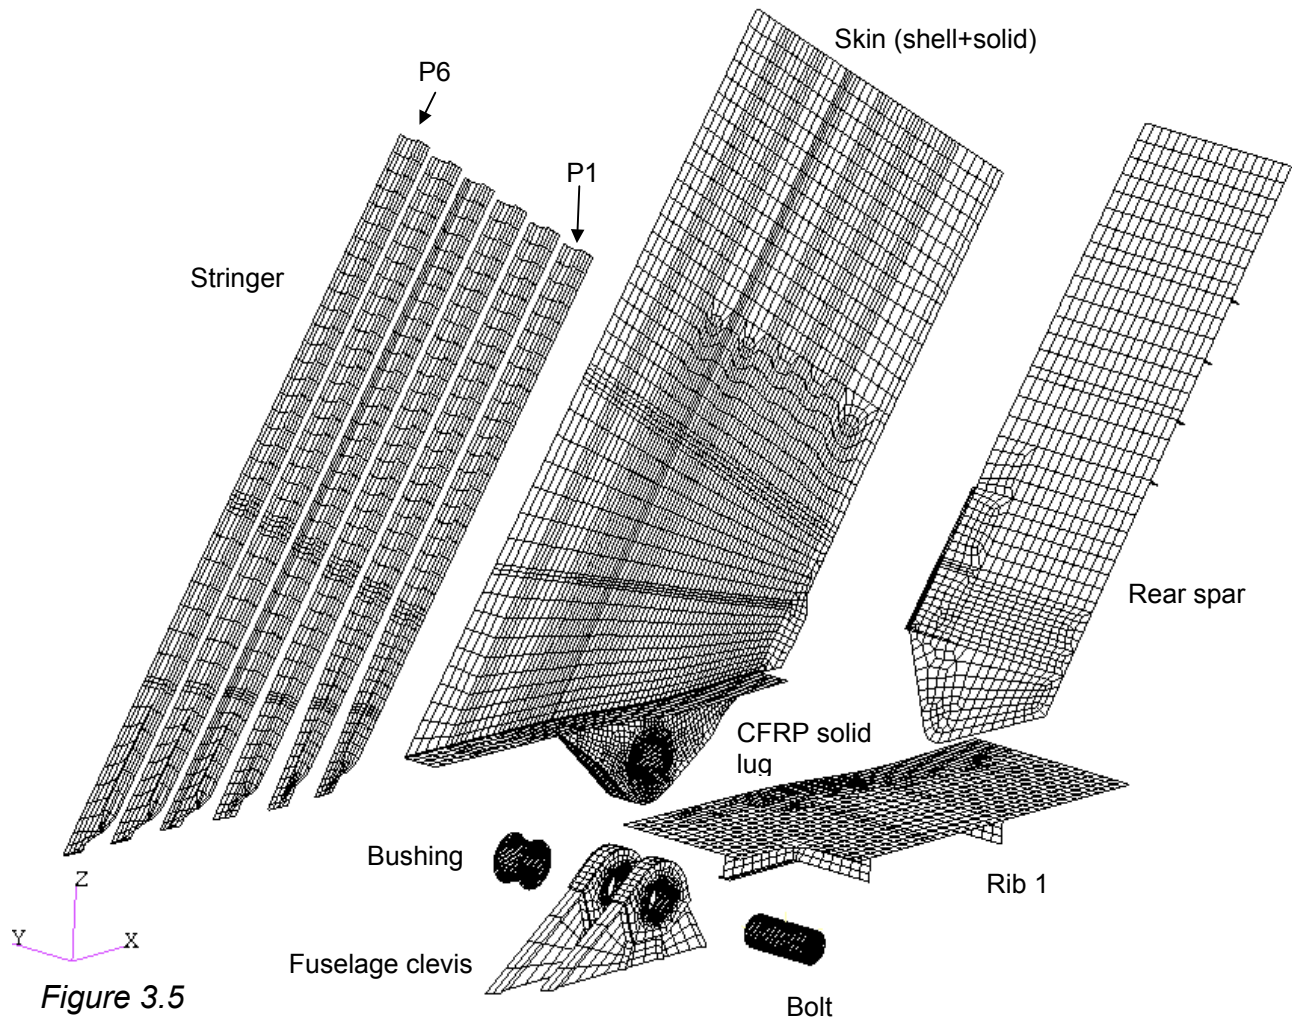 Skin (shell+solid)
P6
P1
Stringer
Rear spar
CFRP solid
lug
Bushing
Rib 1
Z
Y
X
Fuselage clevis
Figure 3.5
Bolt